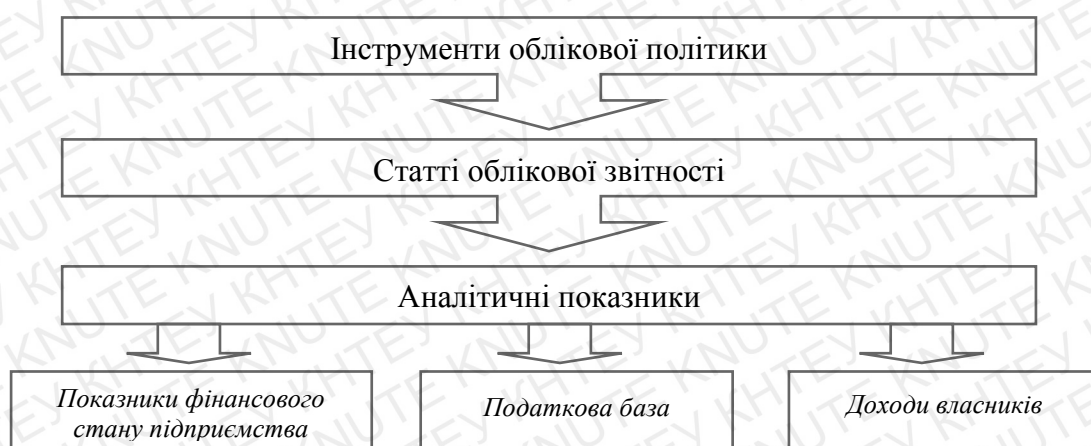 Інструменти облікової політики
Статті облікової звітності
Аналітичні показники
Показники фінансового
стану підприємства
Податкова база
Доходи власників